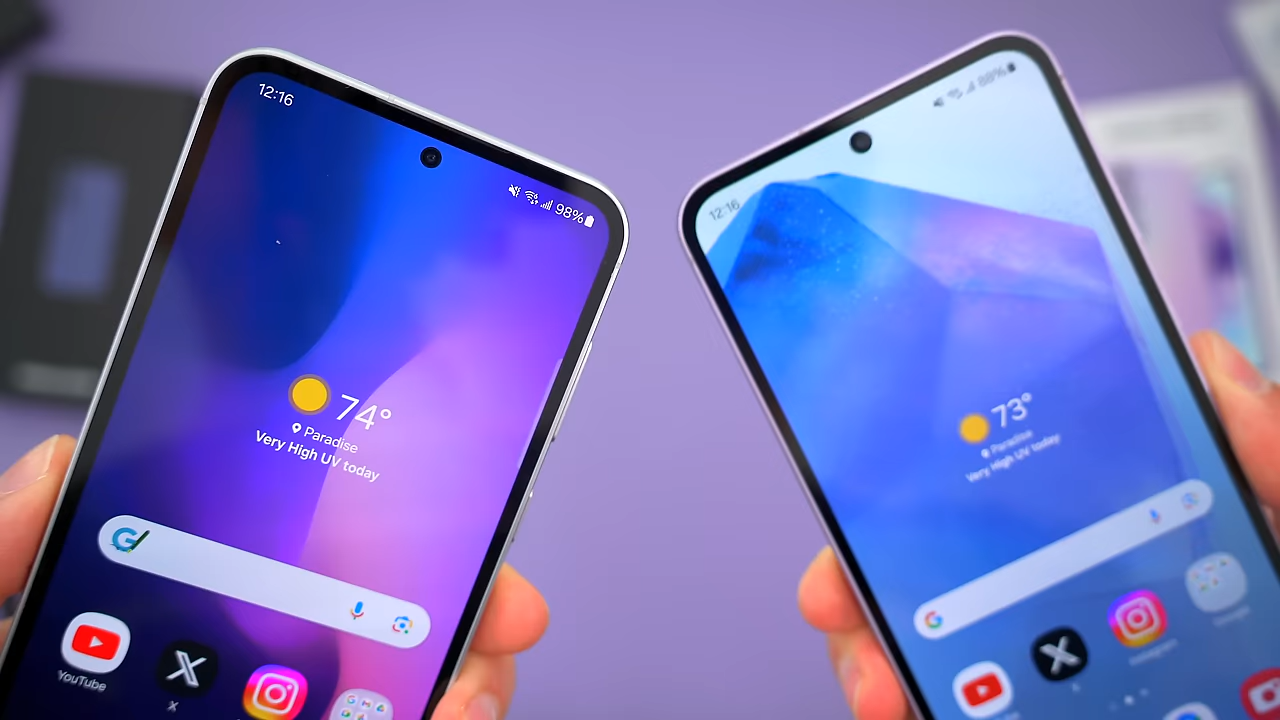 12:16
98%
74°
Paradise
Very High UV today
G
YouTube
X
12:16
88%
73°
Paradise
Very High UV today
G
Instagram